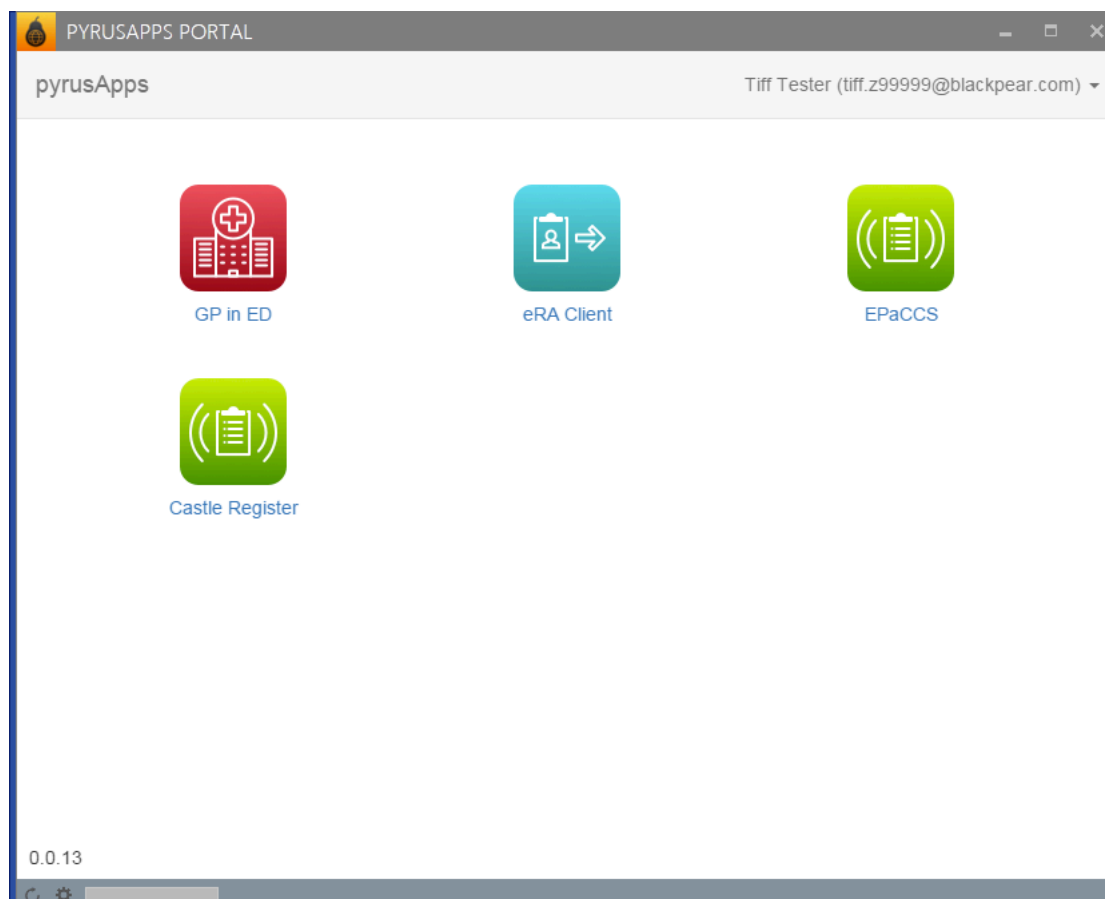 PYRUSAPPS PORTAL
pyrusApps
Tiff Tester (tiff.z99999@blackpear.com)
GP in ED
eRA Client
EPaCCS
Castle Register
0.0.13